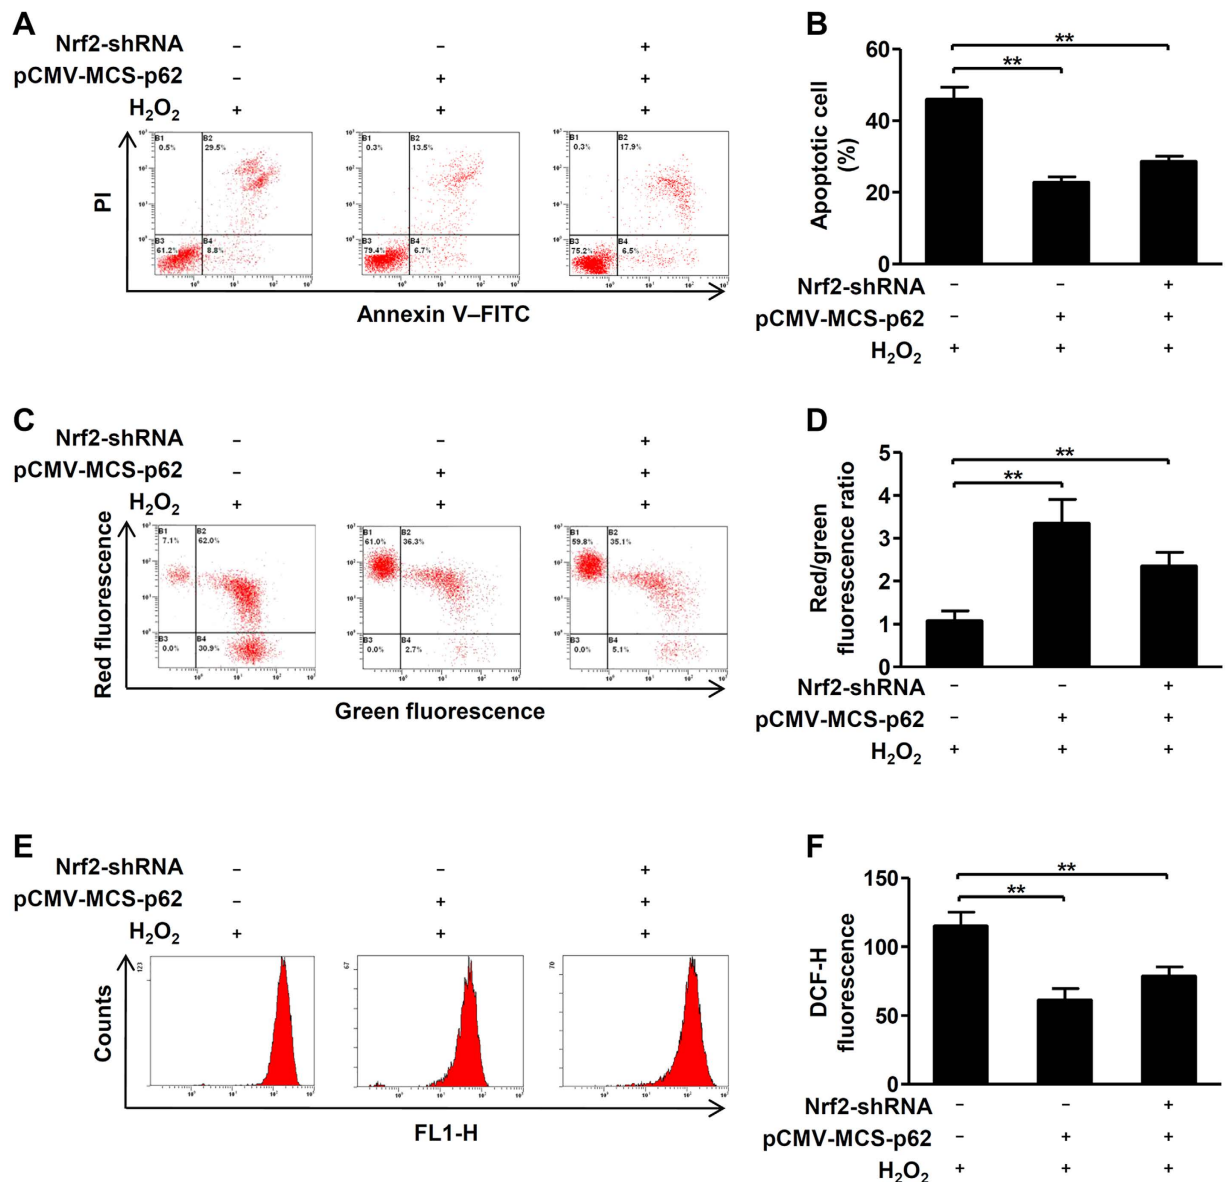 A
Nrf2-shRNA – – +
pCMV-MCS-p62 – + +
H₂O₂ + + +
PI
B1 0.5% B2 29.5%
B3 61.2% B4 8.8%
B1 0.3% B2 13.5%
B3 79.4% B4 6.7%
B1 0.3% B2 17.9%
B3 75.2% B4 6.5%
Annexin V–FITC
B
Apoptotic cell
(%)
60
40
20
0
** **
Nrf2-shRNA – – +
pCMV-MCS-p62 – + +
H₂O₂ + + +
C
Nrf2-shRNA – – +
pCMV-MCS-p62 – + +
H₂O₂ + + +
Red fluorescence
B1 7.1% B2 62.0%
B3 0.0% B4 30.9%
B1 61.0% B2 36.3%
B3 0.0% B4 2.7%
B1 59.8% B2 35.1%
B3 0.0% B4 5.1%
Green fluorescence
D
Red/green
fluorescence ratio
5
4
3
2
1
0
** **
Nrf2-shRNA – – +
pCMV-MCS-p62 – + +
H₂O₂ + + +
E
Nrf2-shRNA – – +
pCMV-MCS-p62 – + +
H₂O₂ + + +
Counts
123 67 70
FL1-H
F
DCF-H
fluorescence
150
100
50
0
** **
Nrf2-shRNA – – +
pCMV-MCS-p62 – + +
H₂O₂ + + +